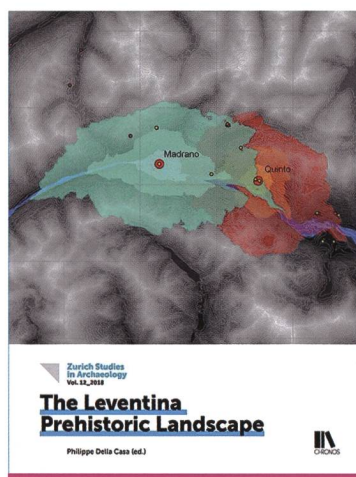 Madrano
Quinto
Zurich Studies
in Archaeology
Vol. 12_2018
The Leventina
Prehistoric Landscape
Philippe Della Casa (ed.)
CHRONOS